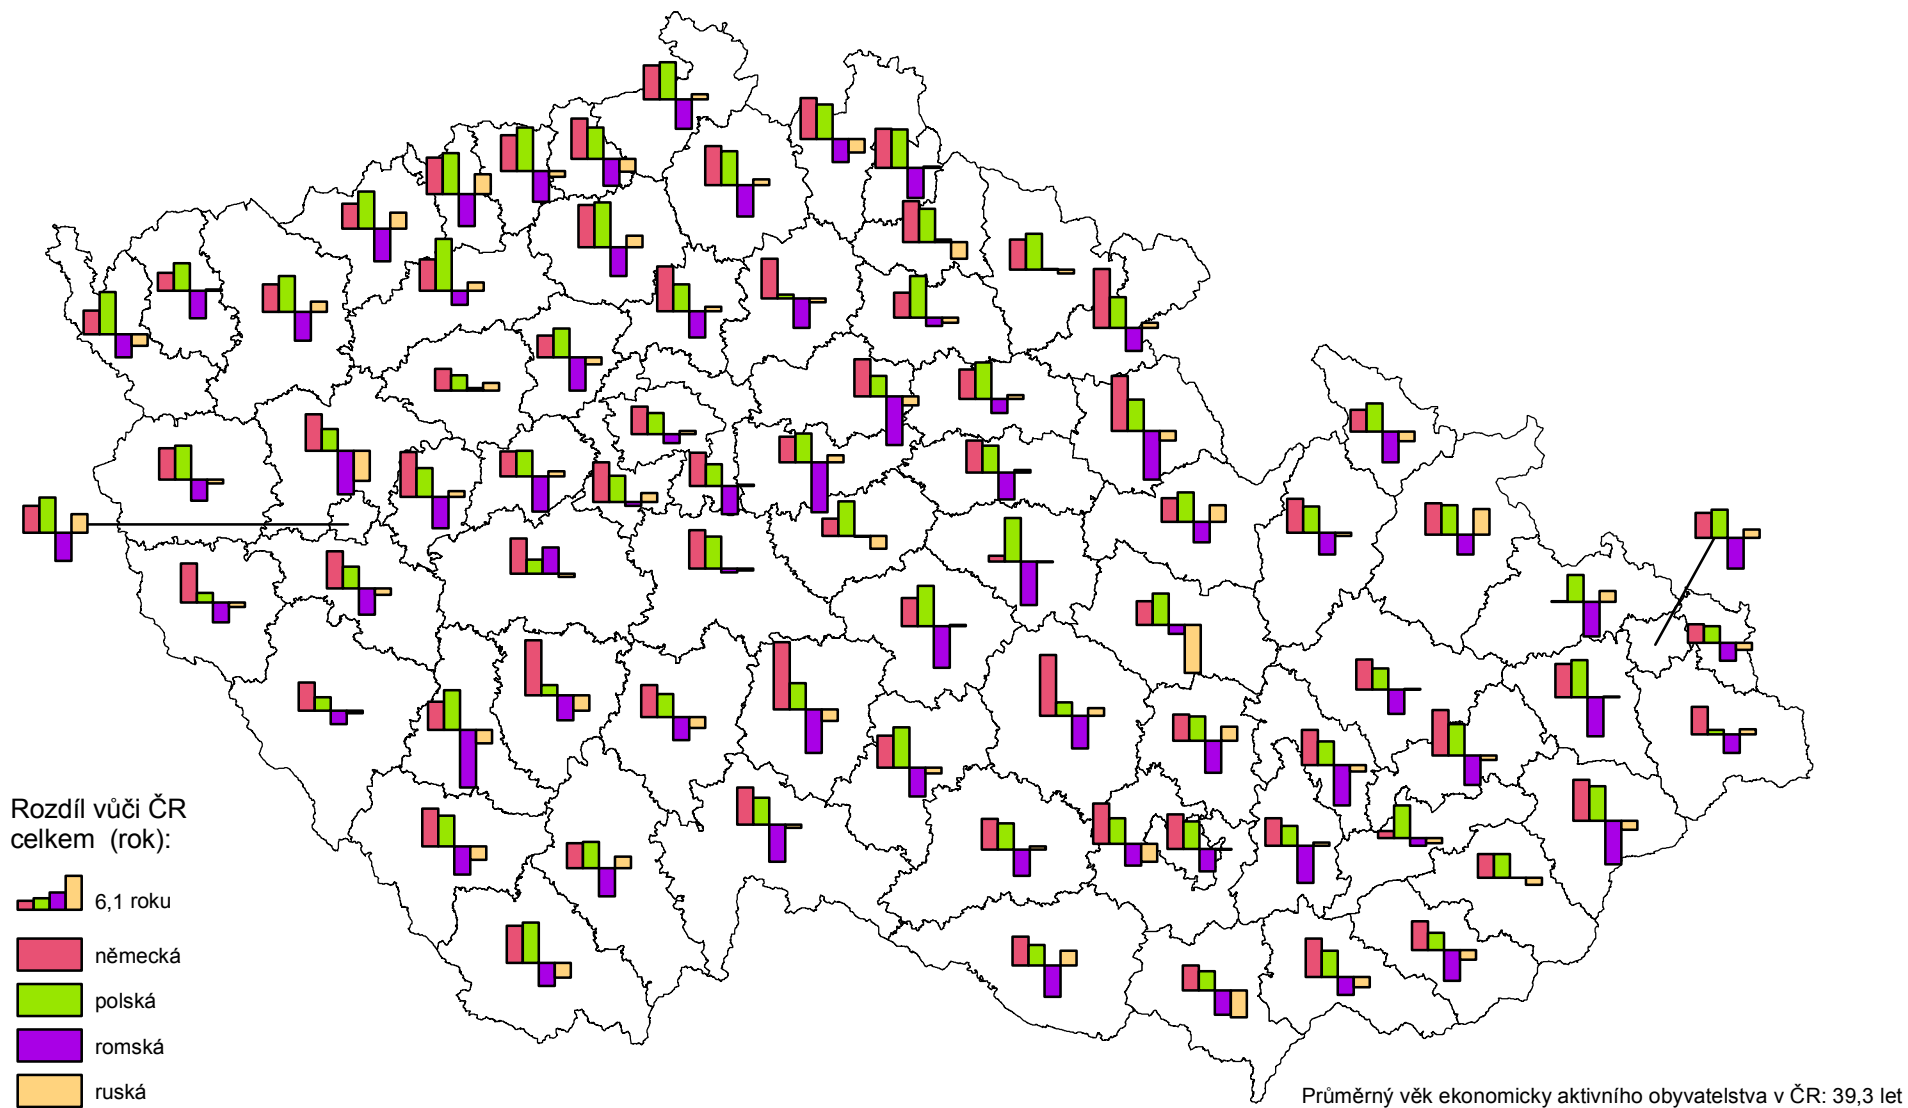 Rozdíl vůči ČR
celkem (rok):
6,1 roku
německá
polská
romská
ruská
Průměrný věk ekonomicky aktivního obyvatelstva v ČR: 39,3 let